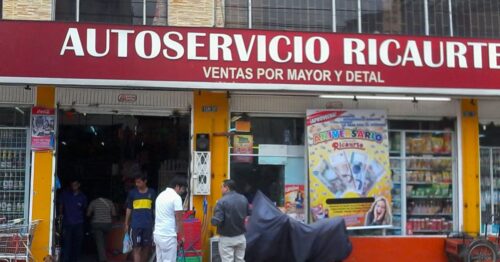 AUTOSERVICIO RICAURTE
VENTAS POR MAYOR Y DETAL
ANIVERSARIO
Ricaurte